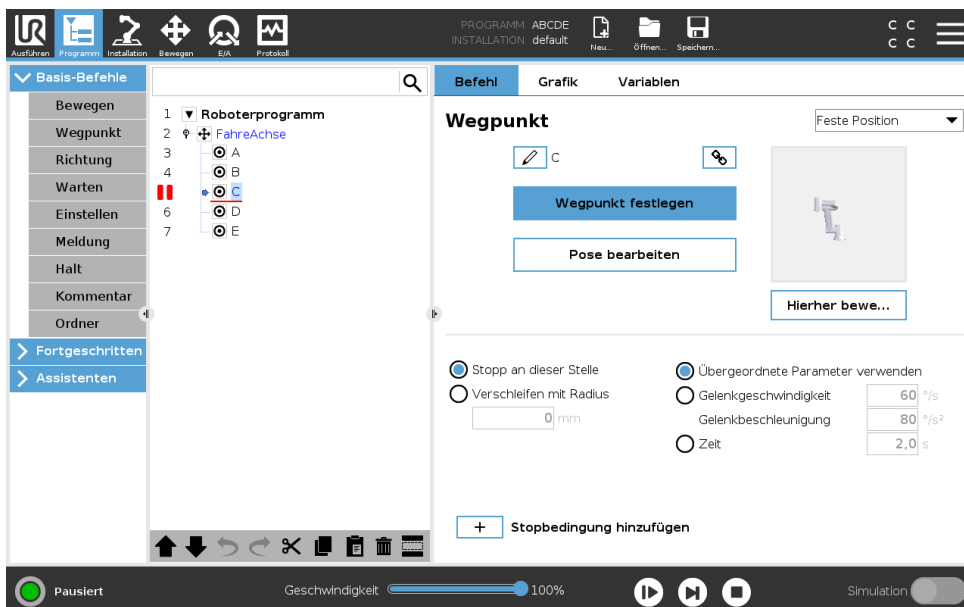 UR
PROGRAMM ABCDE
INSTALLATION default
Ausführen Programm Installation Bewegen E/A Protokoll
Neu... Öffnen... Speichern...
C C
C C
Basis-Befehle
Bewegen
Wegpunkt
Richtung
Warten
Einstellen
Meldung
Halt
Kommentar
Ordner
Fortgeschritten
Assistenten
1 Roboterprogramm
2 FahreAchse
3 A
4 B
C
6 D
7 E
Befehl Grafik Variablen
Wegpunkt
Feste Position
C
Wegpunkt festlegen
Pose bearbeiten
Hierher bewe...
Stopp an dieser Stelle
Verschleifen mit Radius
0 mm
Übergeordnete Parameter verwenden
Gelenkgeschwindigkeit 60 °/s
Gelenkbeschleunigung 80 °/s²
Zeit 2,0 s
+ Stopbedingung hinzufügen
Pausiert
Geschwindigkeit 100%
Simulation